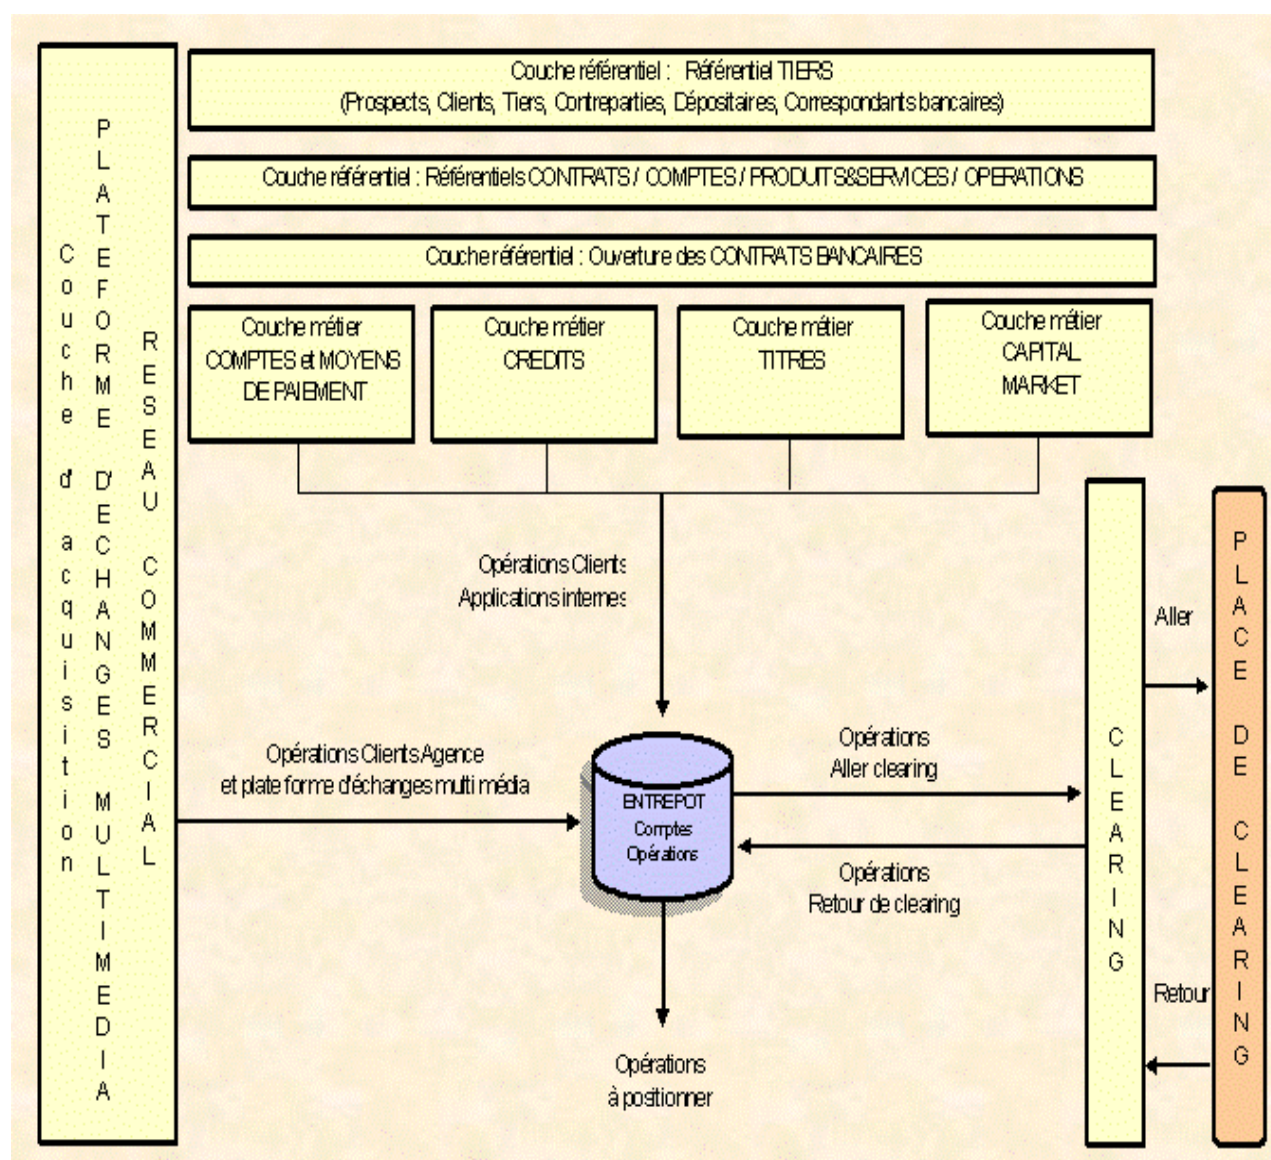 Couche d' acquisition
PLATEFORME D'ECHANGES MULTIMEDIA
RESEAU COMMERCIAL
Couche référentiel : Référentiel TIERS
(Prospects, Clients, Tiers, Contreparties, Dépositaires, Correspondants bancaires)
Couche référentiel : Référentiels CONTRATS / COMPTES / PRODUITS&SERVICES / OPERATIONS
Couche référentiel : Ouverture des CONTRATS BANCAIRES
Couche métier
COMPTES et MOYENS
DE PAIEMENT
Couche métier
CREDITS
Couche métier
TITRES
Couche métier
CAPITAL
MARKET
Opérations Clients
Applications internes
Opérations Clients Agence
et plate forme d'échanges multi média
ENTREPOT
Comptes
Opérations
Opérations
Aller clearing
Opérations
Retour de clearing
Opérations
à positionner
CLEARING
Aller
Retour
PLACE DE CLEARING